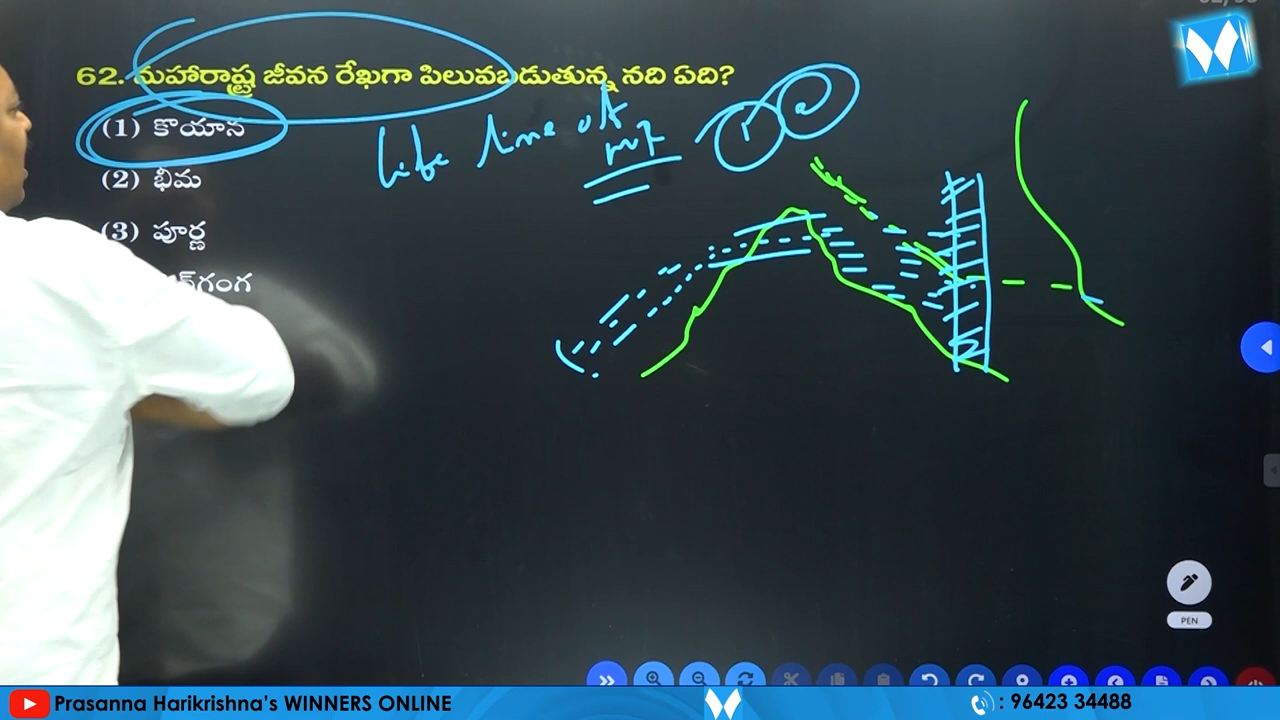 62. మహారాష్ట్ర జీవన రేఖగా పిలువబడుతున్న నది ఏది?
(1) కొయాన
Life line of
(2) భీమ
(3) పూర్ణ
PEN
Prasanna Harikrishna's WINNERS ONLINE
: 96423 34488